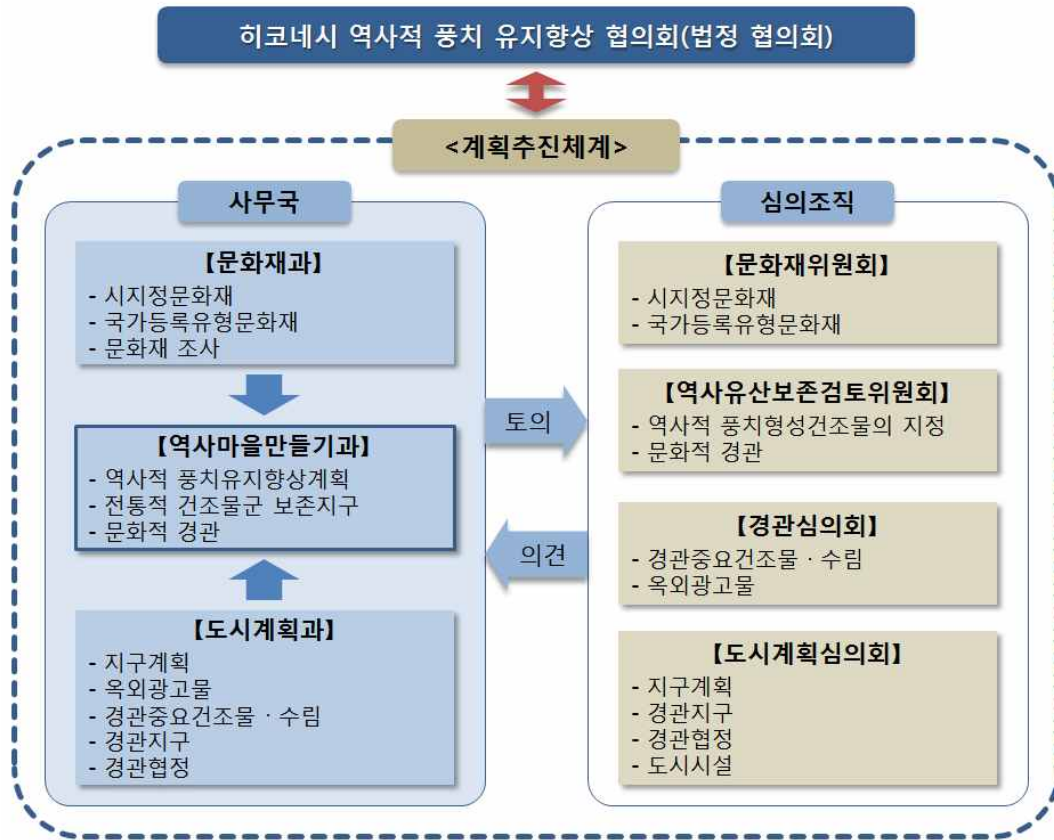 히코네시 역사적 풍치 유지향상 협의회(법정 협의회)
<계획추진체계>
사무국
【문화재과】
- 시지정문화재
- 국가등록유형문화재
- 문화재 조사
【역사마을만들기과】
- 역사적 풍치유지향상계획
- 전통적 건조물군 보존지구
- 문화적 경관
【도시계획과】
- 지구계획
- 옥외광고물
- 경관중요건조물 · 수림
- 경관지구
- 경관협정
토의
의견
심의조직
【문화재위원회】
- 시지정문화재
- 국가등록유형문화재
【역사유산보존검토위원회】
- 역사적 풍치형성건조물의 지정
- 문화적 경관
【경관심의회】
- 경관중요건조물 · 수림
- 옥외광고물
【도시계획심의회】
- 지구계획
- 경관지구
- 경관협정
- 도시시설